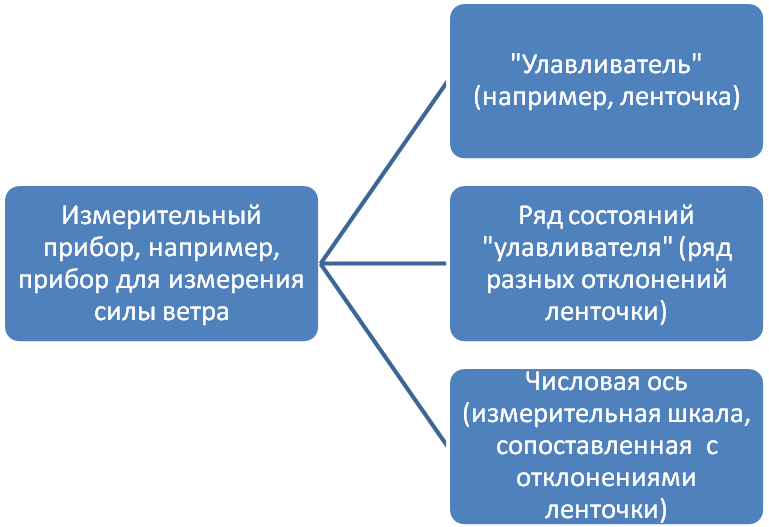 Измерительный
прибор, например,
прибор для измерения
силы ветра
"Улавливатель"
(например, ленточка)
Ряд состояний
"улавливателя" (ряд
разных отклонений
ленточки)
Числовая ось
(измерительная шкала,
сопоставленная  с
отклонениями
ленточки)